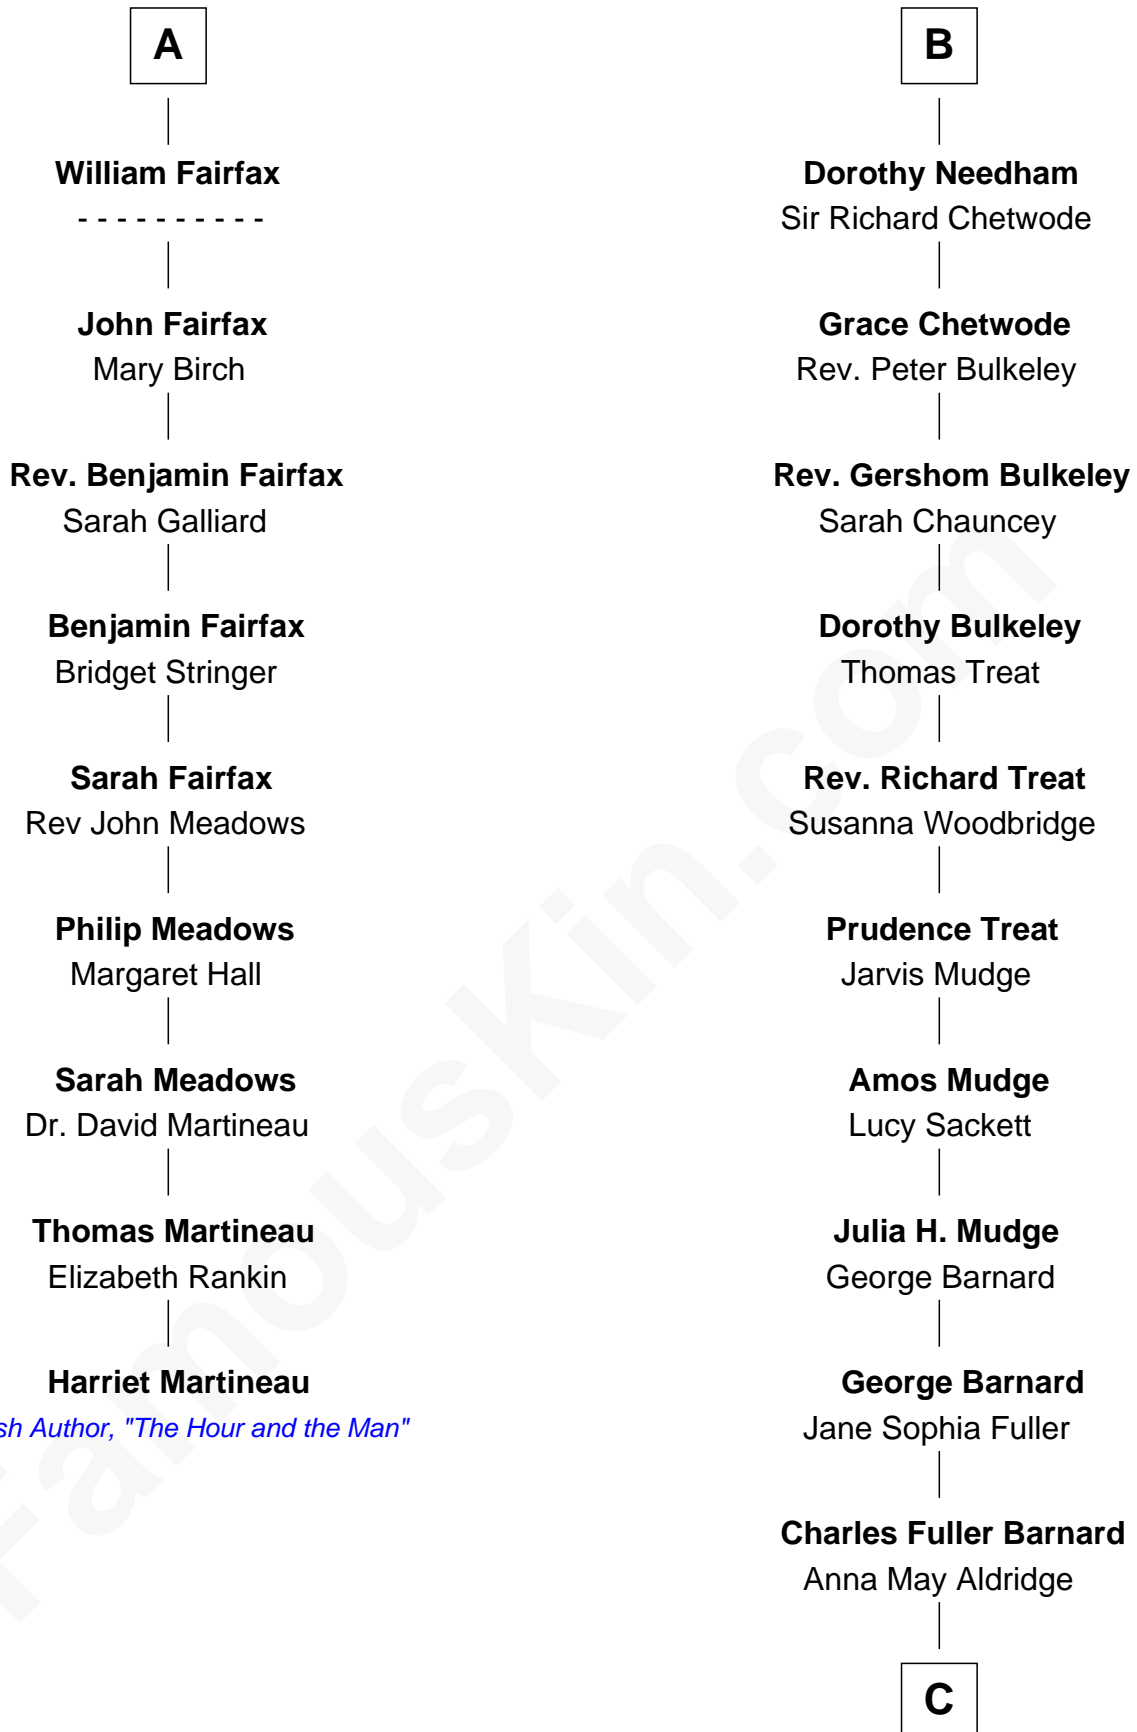 A
William Fairfax
- - - - - - - - - -
John Fairfax
Mary Birch
Rev. Benjamin Fairfax
Sarah Galliard
Benjamin Fairfax
Bridget Stringer
Sarah Fairfax
Rev John Meadows
Philip Meadows
Margaret Hall
Sarah Meadows
Dr. David Martineau
Thomas Martineau
Elizabeth Rankin
Harriet Martineau
sh Author, "The Hour and the Man"
B
Dorothy Needham
Sir Richard Chetwode
Grace Chetwode
Rev. Peter Bulkeley
Rev. Gershom Bulkeley
Sarah Chauncey
Dorothy Bulkeley
Thomas Treat
Rev. Richard Treat
Susanna Woodbridge
Prudence Treat
Jarvis Mudge
Amos Mudge
Lucy Sackett
Julia H. Mudge
George Barnard
George Barnard
Jane Sophia Fuller
Charles Fuller Barnard
Anna May Aldridge
C
FamousKin.com